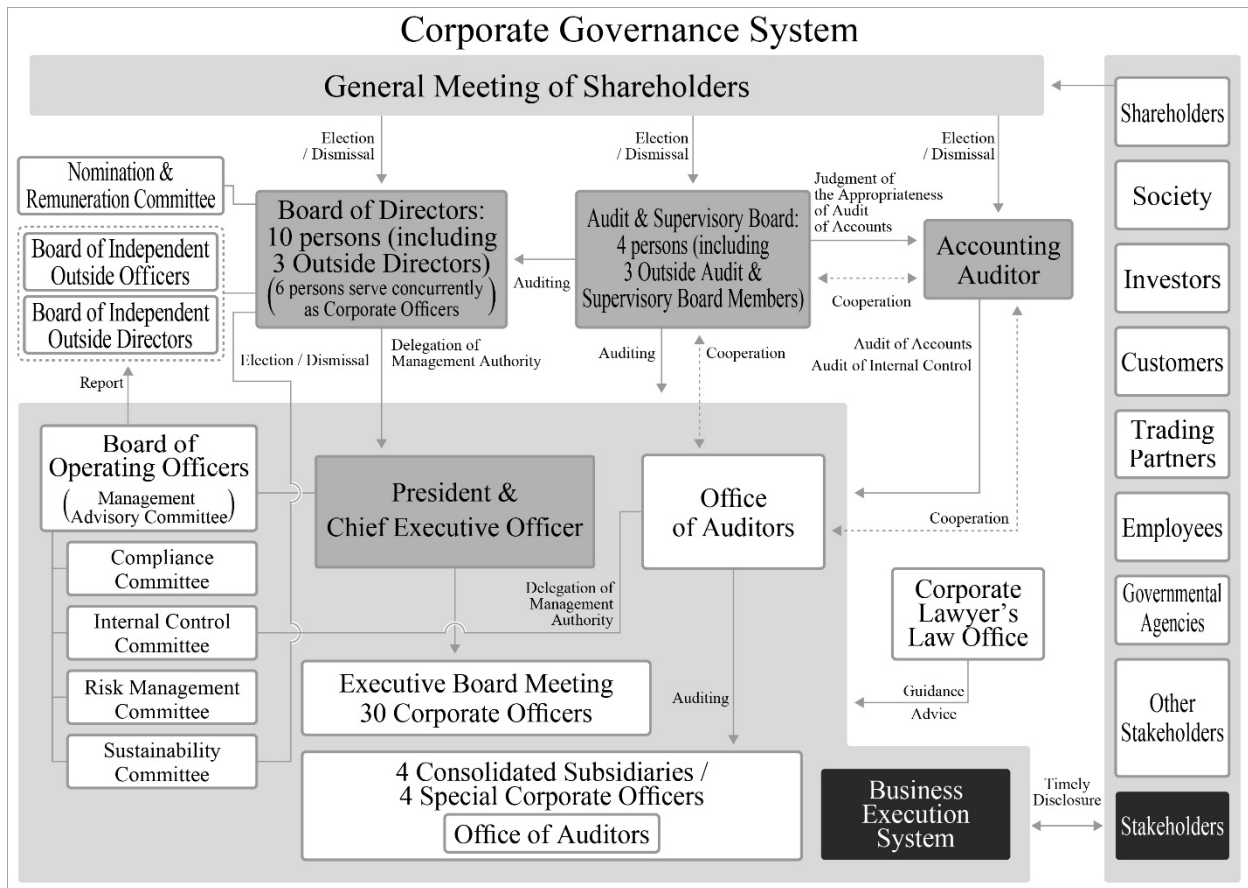 Corporate Governance System
General Meeting of Shareholders
Election
/ Dismissal
Election
/ Dismissal
Election
/ Dismissal
Nomination &
Remuneration Committee
Board of Independent
Outside Officers
Board of Independent
Outside Directors
Board of Directors:
10 persons (including
3 Outside Directors)
(6 persons serve concurrently
as Corporate Officers)
Auditing
Audit & Supervisory Board:
4 persons (including
3 Outside Audit &
Supervisory Board Members)
Judgment of
the Appropriateness
of Audit
of Accounts
Cooperation
Accounting
Auditor
Report
Election / Dismissal
Delegation of
Management Authority
Auditing
Cooperation
Audit of Accounts
Audit of Internal Control
Board of
Operating Officers
(Management
Advisory Committee)
Compliance
Committee
Internal Control
Committee
Risk Management
Committee
Sustainability
Committee
President &
Chief Executive Officer
Office
of Auditors
Cooperation
Delegation of
Management
Authority
Corporate
Lawyer's
Law Office
Guidance
Advice
Executive Board Meeting
30 Corporate Officers
Auditing
4 Consolidated Subsidiaries /
4 Special Corporate Officers
Office of Auditors
Business
Execution
System
Timely
Disclosure
Shareholders
Society
Investors
Customers
Trading
Partners
Employees
Governmental
Agencies
Other
Stakeholders
Stakeholders